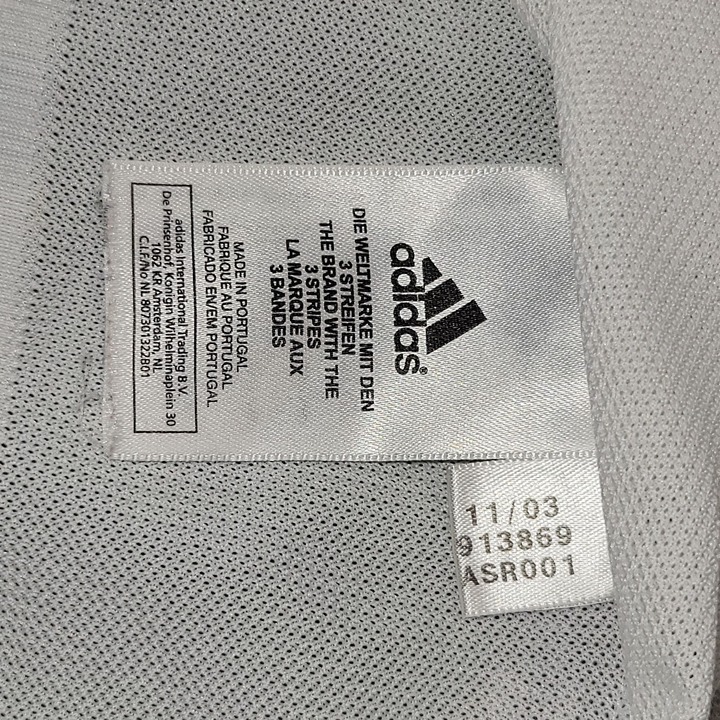 adidas®
DIE WELTMARKE MIT DEN
3 STREIFEN
THE BRAND WITH THE
3 STRIPES
LA MARQUE AUX
3 BANDES
MADE IN PORTUGAL
FABRIQUE AU PORTUGAL
FABRICADO EN/EM PORTUGAL
adidas International Trading B.V.
De Prinsenhof, Koningin Wilhelminaplein 30
1062 KR Amsterdam, NL
C.I.F/No NL 807301322B01
11/03
913869
ASR001